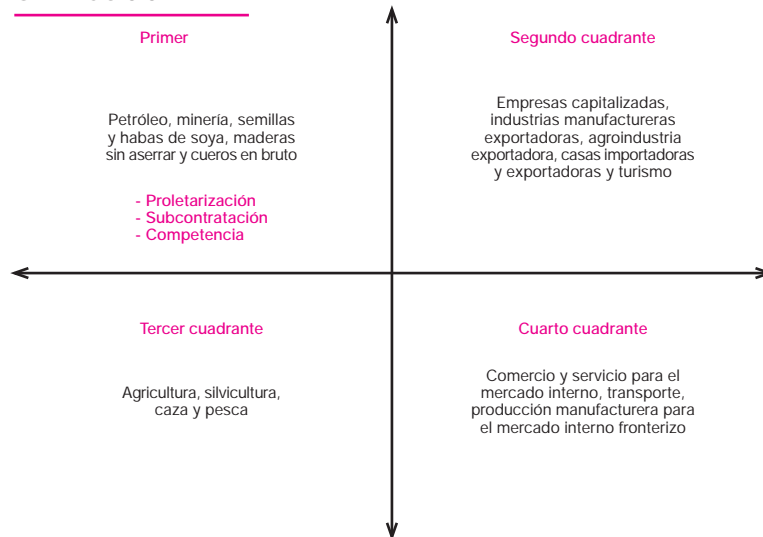 Primer
Petróleo, minería, semillas
y habas de soya, maderas
sin aserrar y cueros en bruto
- Proletarización
- Subcontratación
- Competencia
Segundo cuadrante
Empresas capitalizadas,
industrias manufactureras
exportadoras, agroindustria
exportadora, casas importadoras
y exportadoras y turismo
Tercer cuadrante
Agricultura, silvicultura,
caza y pesca
Cuarto cuadrante
Comercio y servicio para el
mercado interno, transporte,
producción manufacturera para
el mercado interno fronterizo